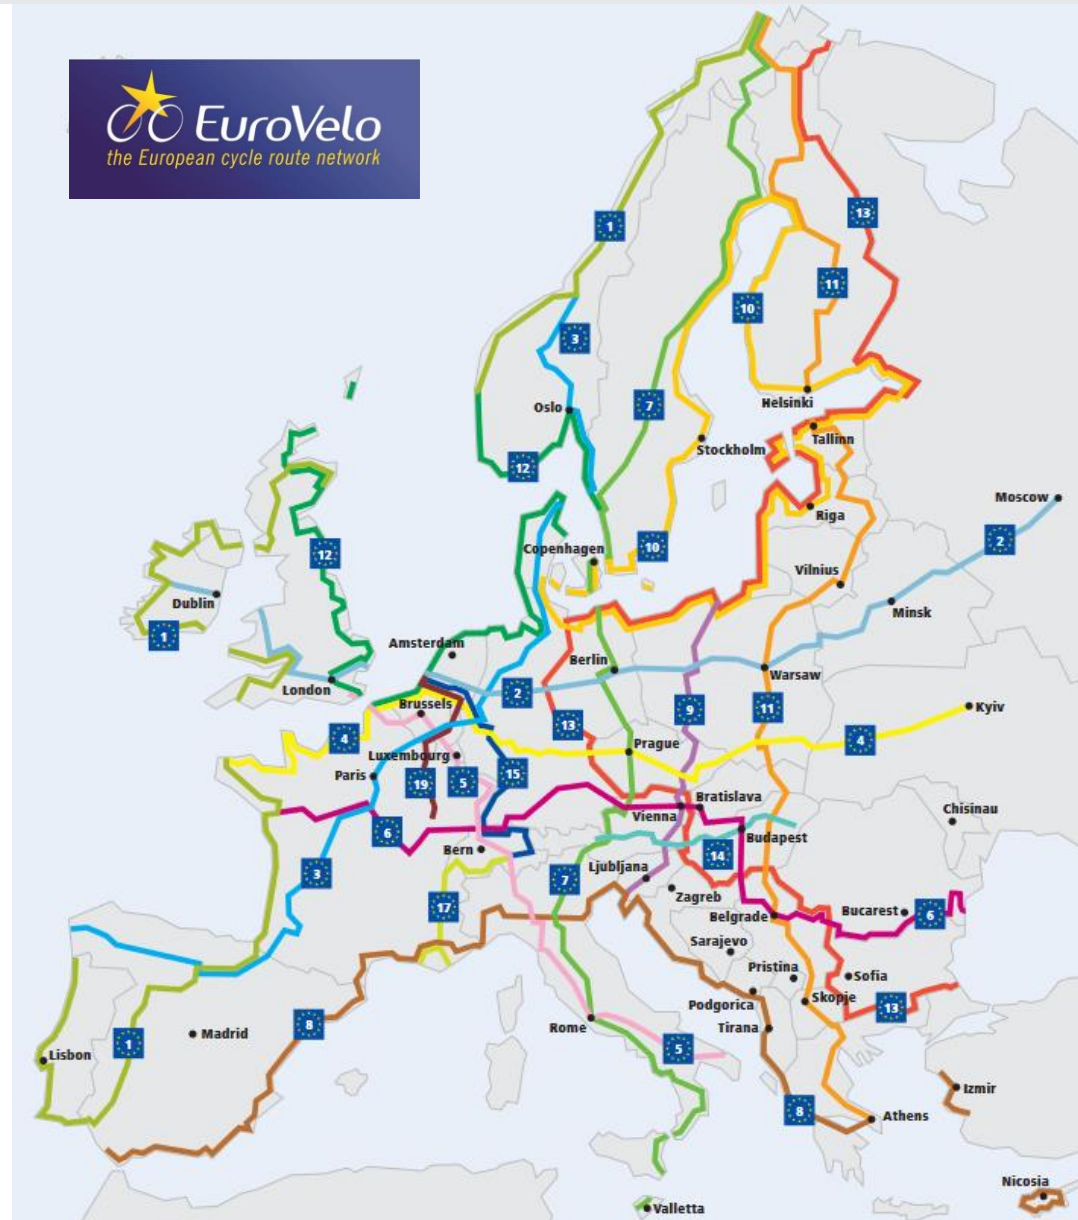 EuroVelo
the European cycle route network
1
13
11
10
3
7
Oslo
Helsinki
Stockholm
Tallinn
12
Moscow
Riga
2
10
12
Copenhagen
Vilnius
Dublin
Minsk
1
Amsterdam
Berlin
Warsaw
London
2
Brussels
9
11
Kyiv
13
4
4
Prague
Luxembourg
Paris
19
5
15
Bratislava
Vienna
Chisinau
6
Budapest
Bern
14
3
7
Ljubljana
Zagreb
17
Belgrade
Bucarest
6
Sarajevo
Pristina
Sofia
Podgorica
Skopje
13
Rome
Tirana
8
Madrid
1
Lisbon
5
Izmir
8
Athens
Nicosia
Valletta